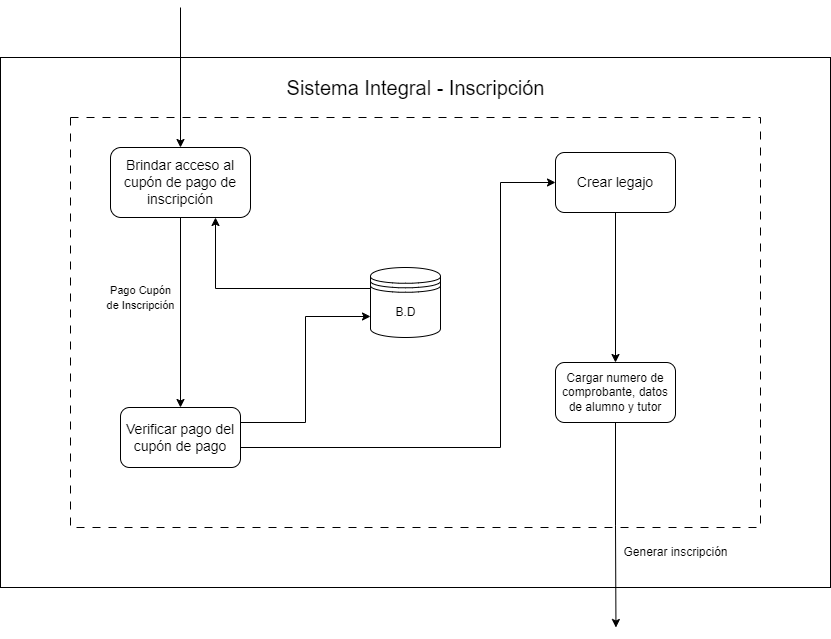 Sistema Integral - Inscripción
Brindar acceso al
cupón de pago de
inscripción
Crear legajo
Pago Cupón
de Inscripción
B.D
Cargar numero de
comprobante, datos
de alumno y tutor
Verificar pago del
cupón de pago
Generar inscripción